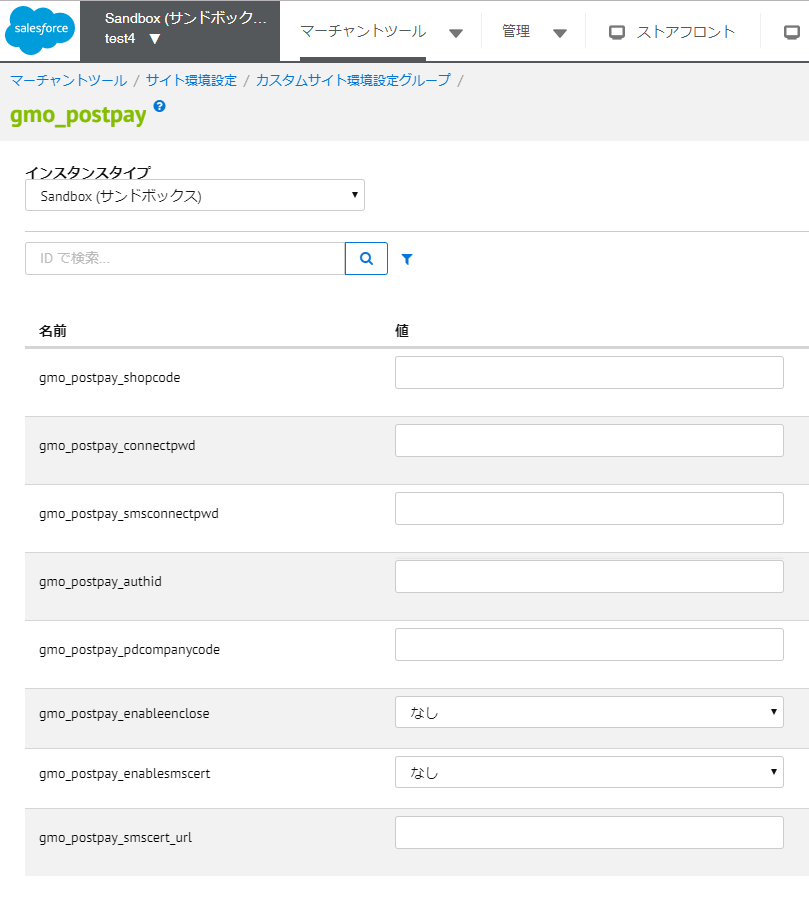 salesforce
Sandbox (サンドボック...
test4 ▼
マーチャントツール
管理
ストアフロント
マーチャントツール / サイト環境設定 / カスタムサイト環境設定グループ /
gmo_postpay ?
インスタンスタイプ
Sandbox (サンドボックス)
ID で検索...
名前 値
gmo_postpay_shopcode
gmo_postpay_connectpwd
gmo_postpay_smsconnectpwd
gmo_postpay_authid
gmo_postpay_pdcompanycode
gmo_postpay_enableenclose なし
gmo_postpay_enablesmscert なし
gmo_postpay_smscert_url